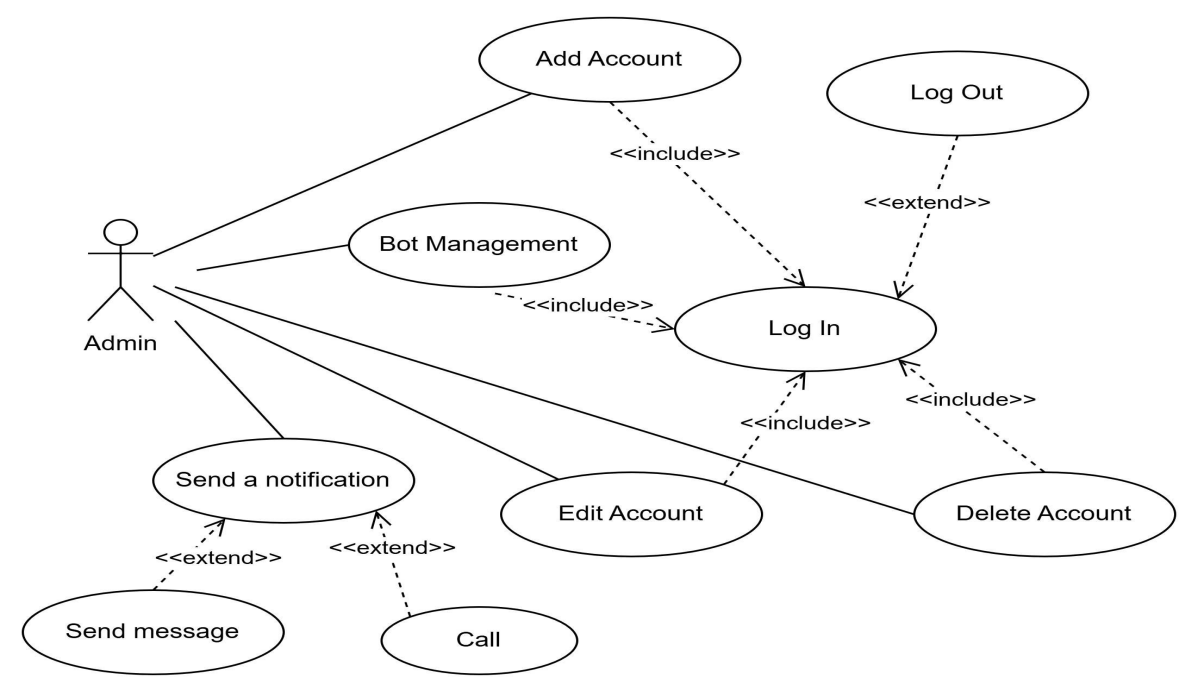 Add Account
Log Out
<<include>>
<<extend>>
Bot Management
<<include>>
Log In
Admin
<<include>>
<<include>>
Send a notification
Edit Account
Delete Account
<<extend>>
<<extend>>
Send message
Call